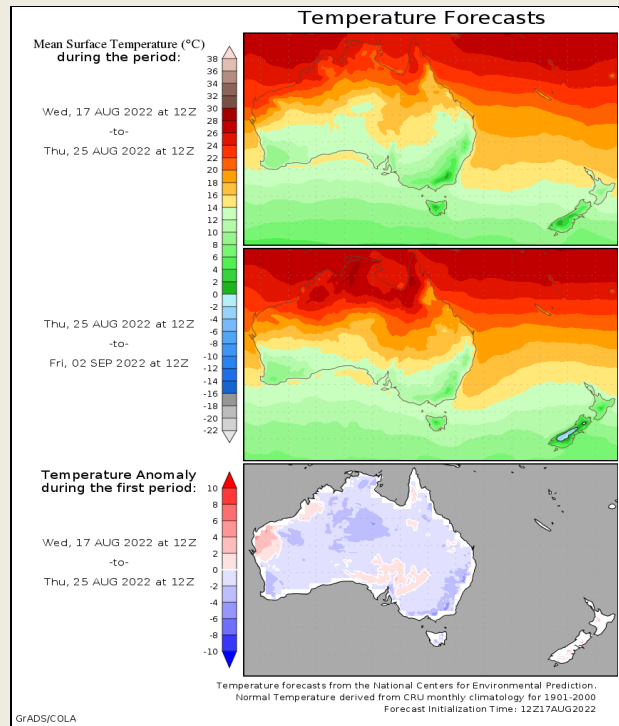 Temperature Forecasts
Mean Surface Temperature (°C)
during the period:
Wed, 17 AUG 2022 at 12Z
-to-
Thu, 25 AUG 2022 at 12Z
38
36
34
32
30
28
26
24
22
20
18
16
14
12
10
8
6
4
2
0
-2
-4
-6
-8
-10
-12
-14
-16
-18
-20
-22
Thu, 25 AUG 2022 at 12Z
-to-
Fri, 02 SEP 2022 at 12Z
Temperature Anomaly
during the first period:
Wed, 17 AUG 2022 at 12Z
-to-
Thu, 25 AUG 2022 at 12Z
10
8
6
4
2
0
-2
-4
-6
-8
-10
Temperature forecasts from the National Centers for Environmental Prediction.
Normal Temperature derived from CRU monthly climatology for 1901-2000
Forecast Initialization Time: 12Z17AUG2022
GrADS/COLA